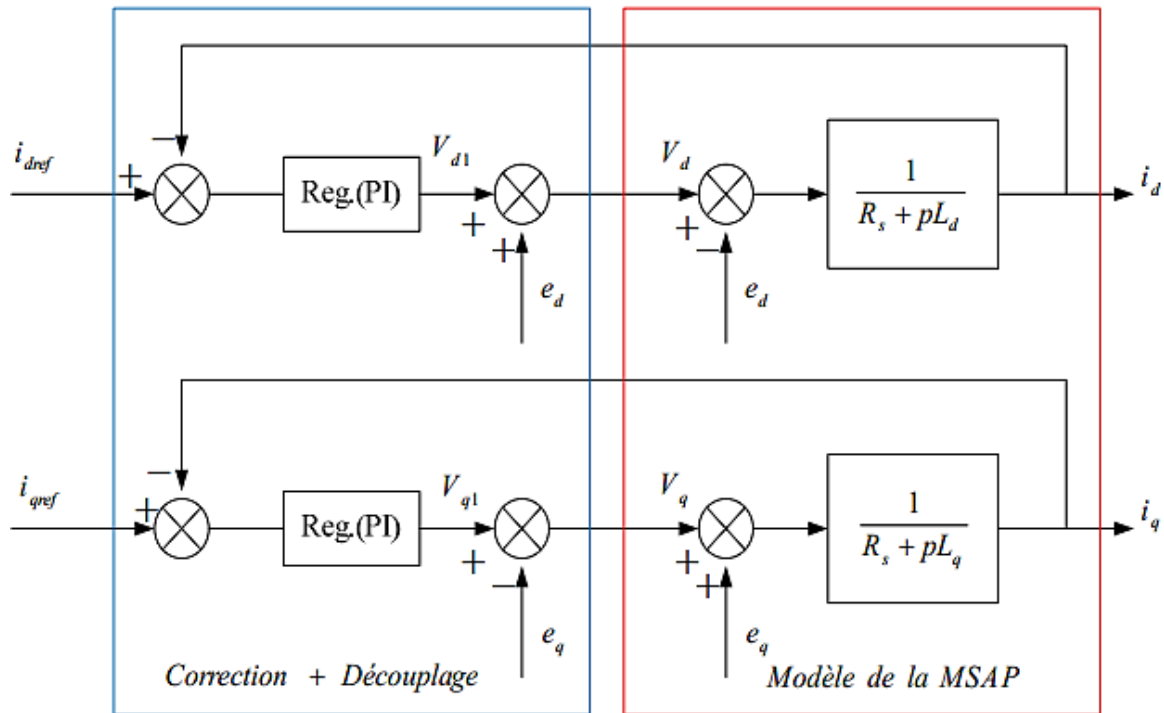 i_dref
+
−
Reg.(PI)
V_d1
+
+
e_d
V_d
+
−
e_d
1
R_s + pL_d
i_d
i_qref
+
−
Reg.(PI)
V_q1
+
−
e_q
V_q
+
+
e_q
1
R_s + pL_q
i_q
Correction + Découplage
Modèle de la MSAP